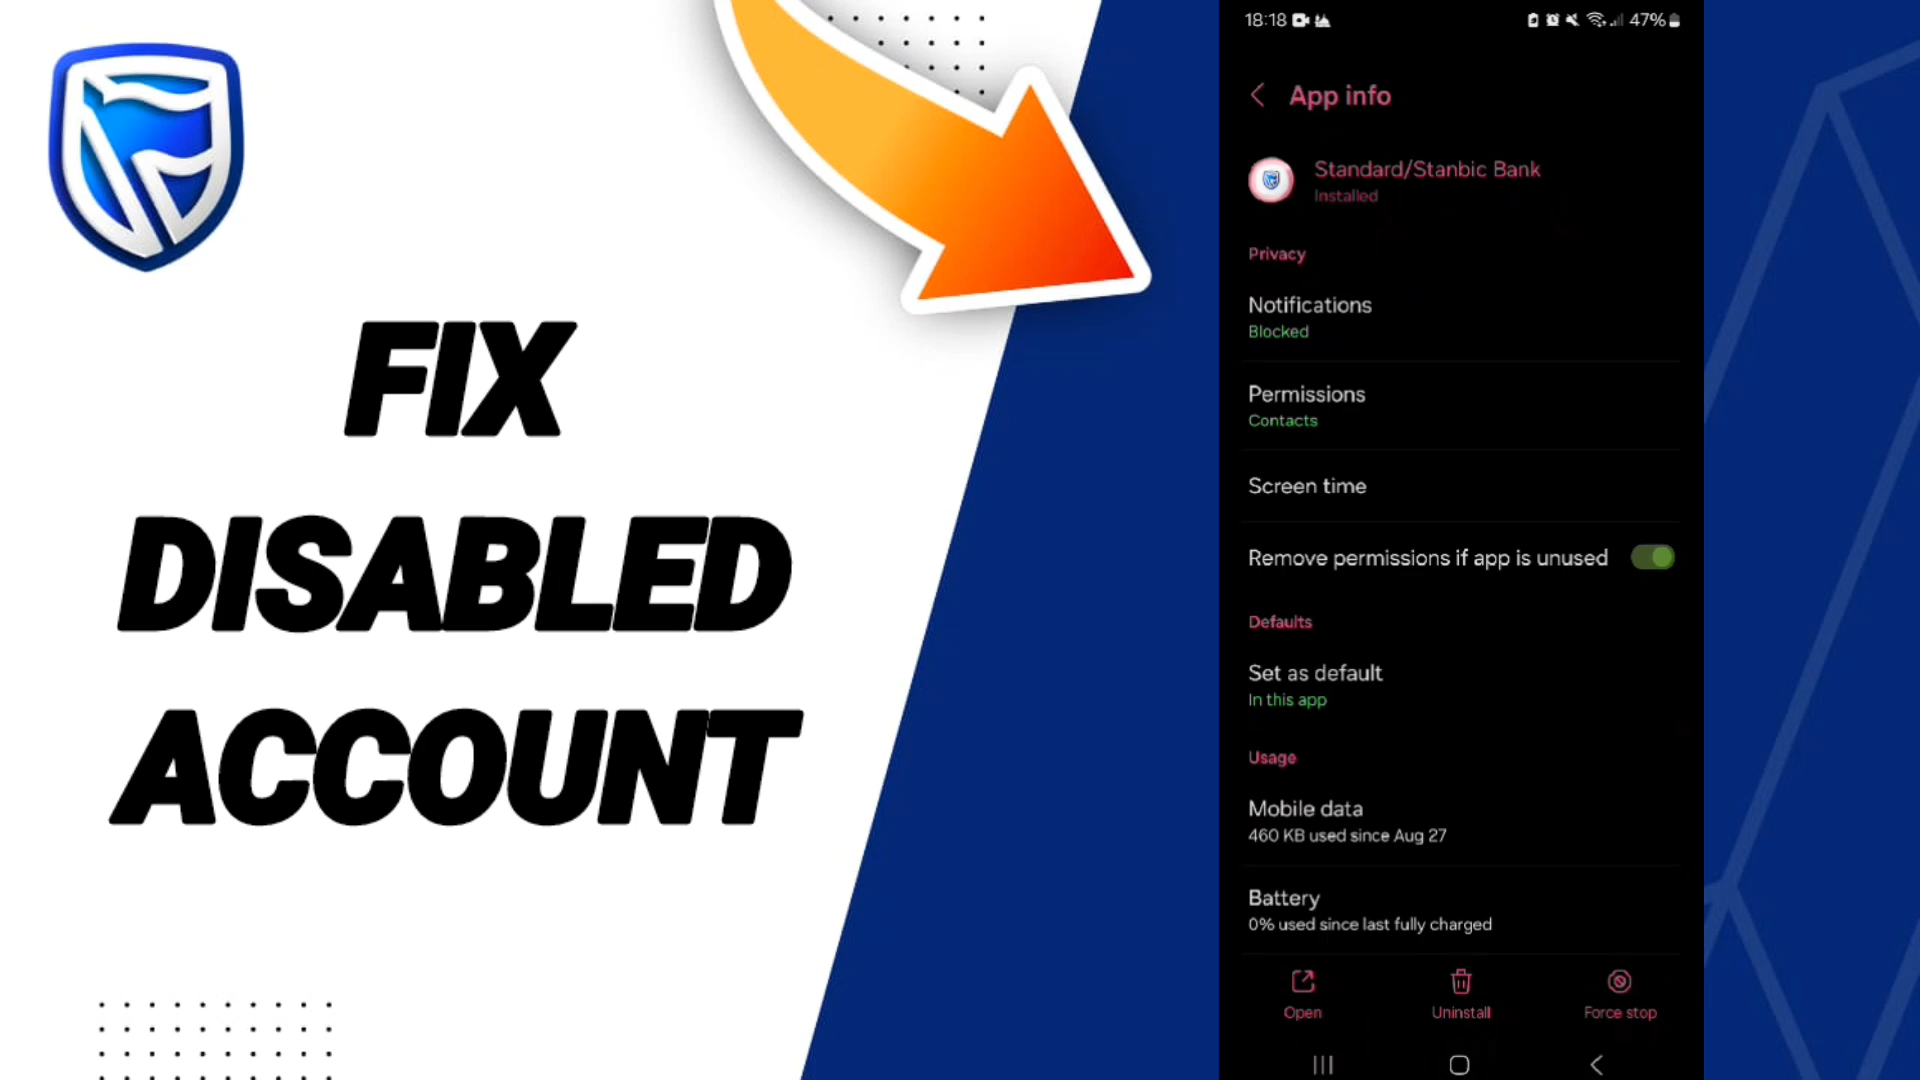 FIX
DISABLED
ACCOUNT
18:18
47%
App info
Standard/Stanbic Bank
Installed
Privacy
Notifications
Blocked
Permissions
Contacts
Screen time
Remove permissions if app is unused
Defaults
Set as default
In this app
Usage
Mobile data
460 KB used since Aug 27
Battery
0% used since last fully charged
Open
Uninstall
Force stop